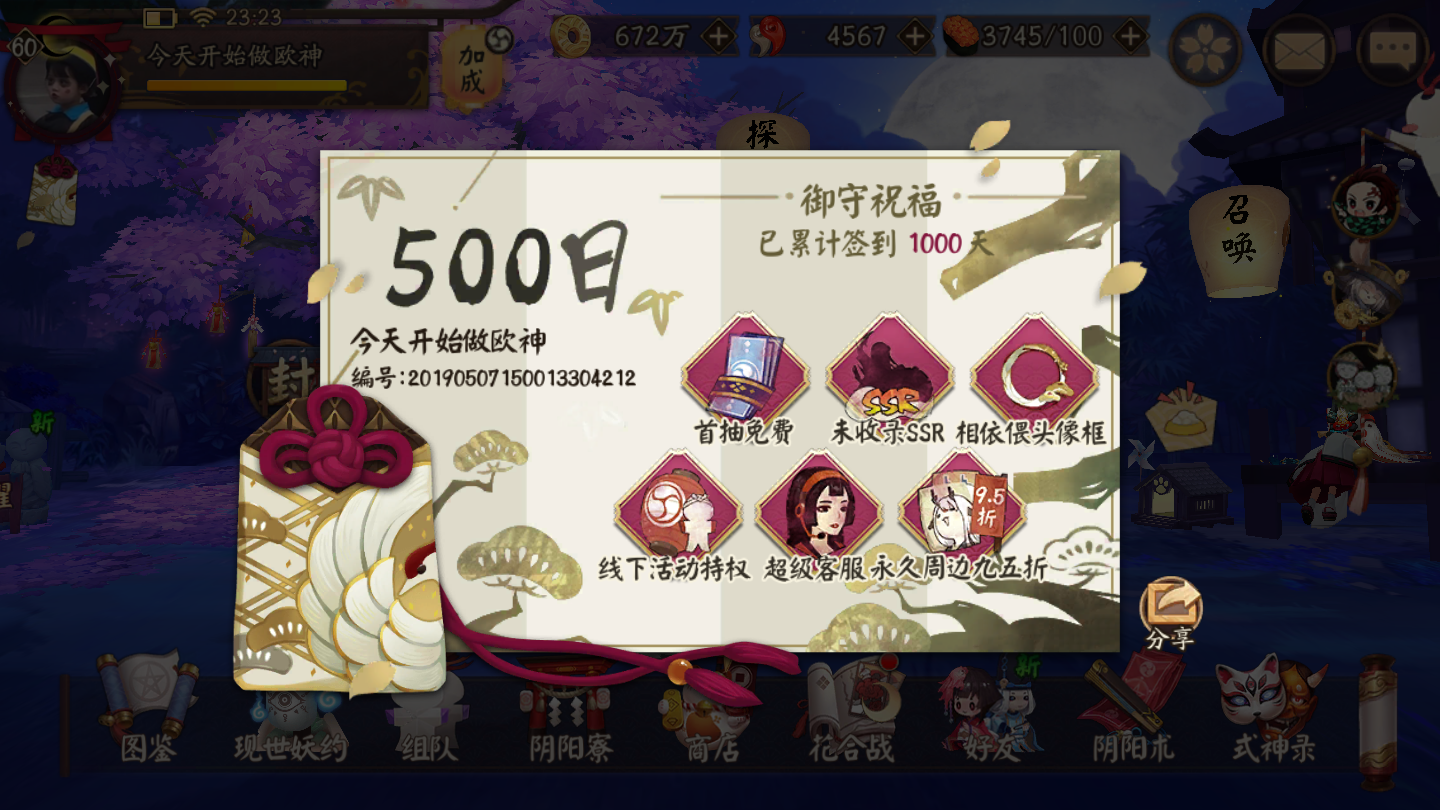 23:23
60
今天开始做欧神
加成
672万
4567
3745/100
探
召唤
封
新
御守祝福
已累计签到 1000 天
500日
今天开始做欧神
编号:20190507150013304212
SSR
首抽免费
未收录SSR
相依偎头像框
9.5折
线下活动特权
超级客服
永久周边九五折
分享
新
图鉴
现世妖约
组队
阴阳寮
商店
花合战
好友
阴阳术
式神录